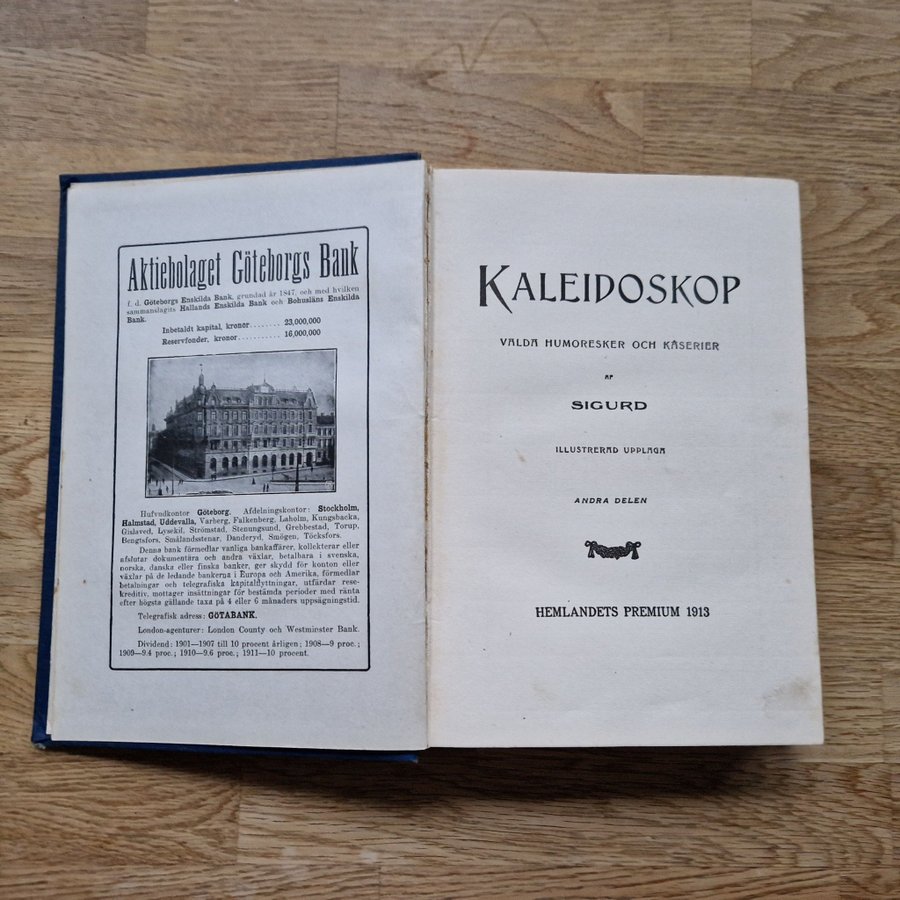 Aktiebolaget Göteborgs Bank
f. d. Göteborgs Enskilda Bank, grundad år 1847, och med hvilken
sammanslagits Hallands Enskilda Bank och Bohusläns Enskilda
Bank.
Inbetaldt kapital, kronor ........ 23,000,000
Reservfonder, kronor ........... 16,000,000
Hufvudkontor Göteborg. Afdelningskontor: Stockholm,
Halmstad, Uddevalla, Varberg, Falkenberg, Laholm, Kungsbacka,
Gislaved, Lysekil, Strömstad, Stenungsund, Grebbestad, Torup,
Bengtsfors, Smålandsstenar, Danderyd, Smögen, Töcksfors.
Denna bank förmedlar vanliga bankaffärer, kollekterar eller
afslutar dokumentära och andra växlar, betalbara i svenska,
norska, danska eller finska banker, ger skydd för konton eller
växlar på de ledande bankerna i Europa och Amerika, förmedlar
betalningar och telegrafiska kapitalflyttningar, utfärdar rese-
kreditiv, mottager insättningar för bestämda perioder med ränta
efter högsta gällande taxa på 4 eller 6 månaders uppsägningstid.
Telegrafisk adress: GÖTABANK.
London-agenturer: London County och Westminster Bank.
Dividend: 1901—1907 till 10 procent årligen; 1908—9 proc.;
1909—9.4 proc.; 1910—9.6 proc.; 1911—10 procent.
KALEIDOSKOP
VALDA HUMORESKER OCH KÅSERIER
AF
SIGURD
ILLUSTRERAD UPPLAGA
ANDRA DELEN
HEMLANDETS PREMIUM 1913